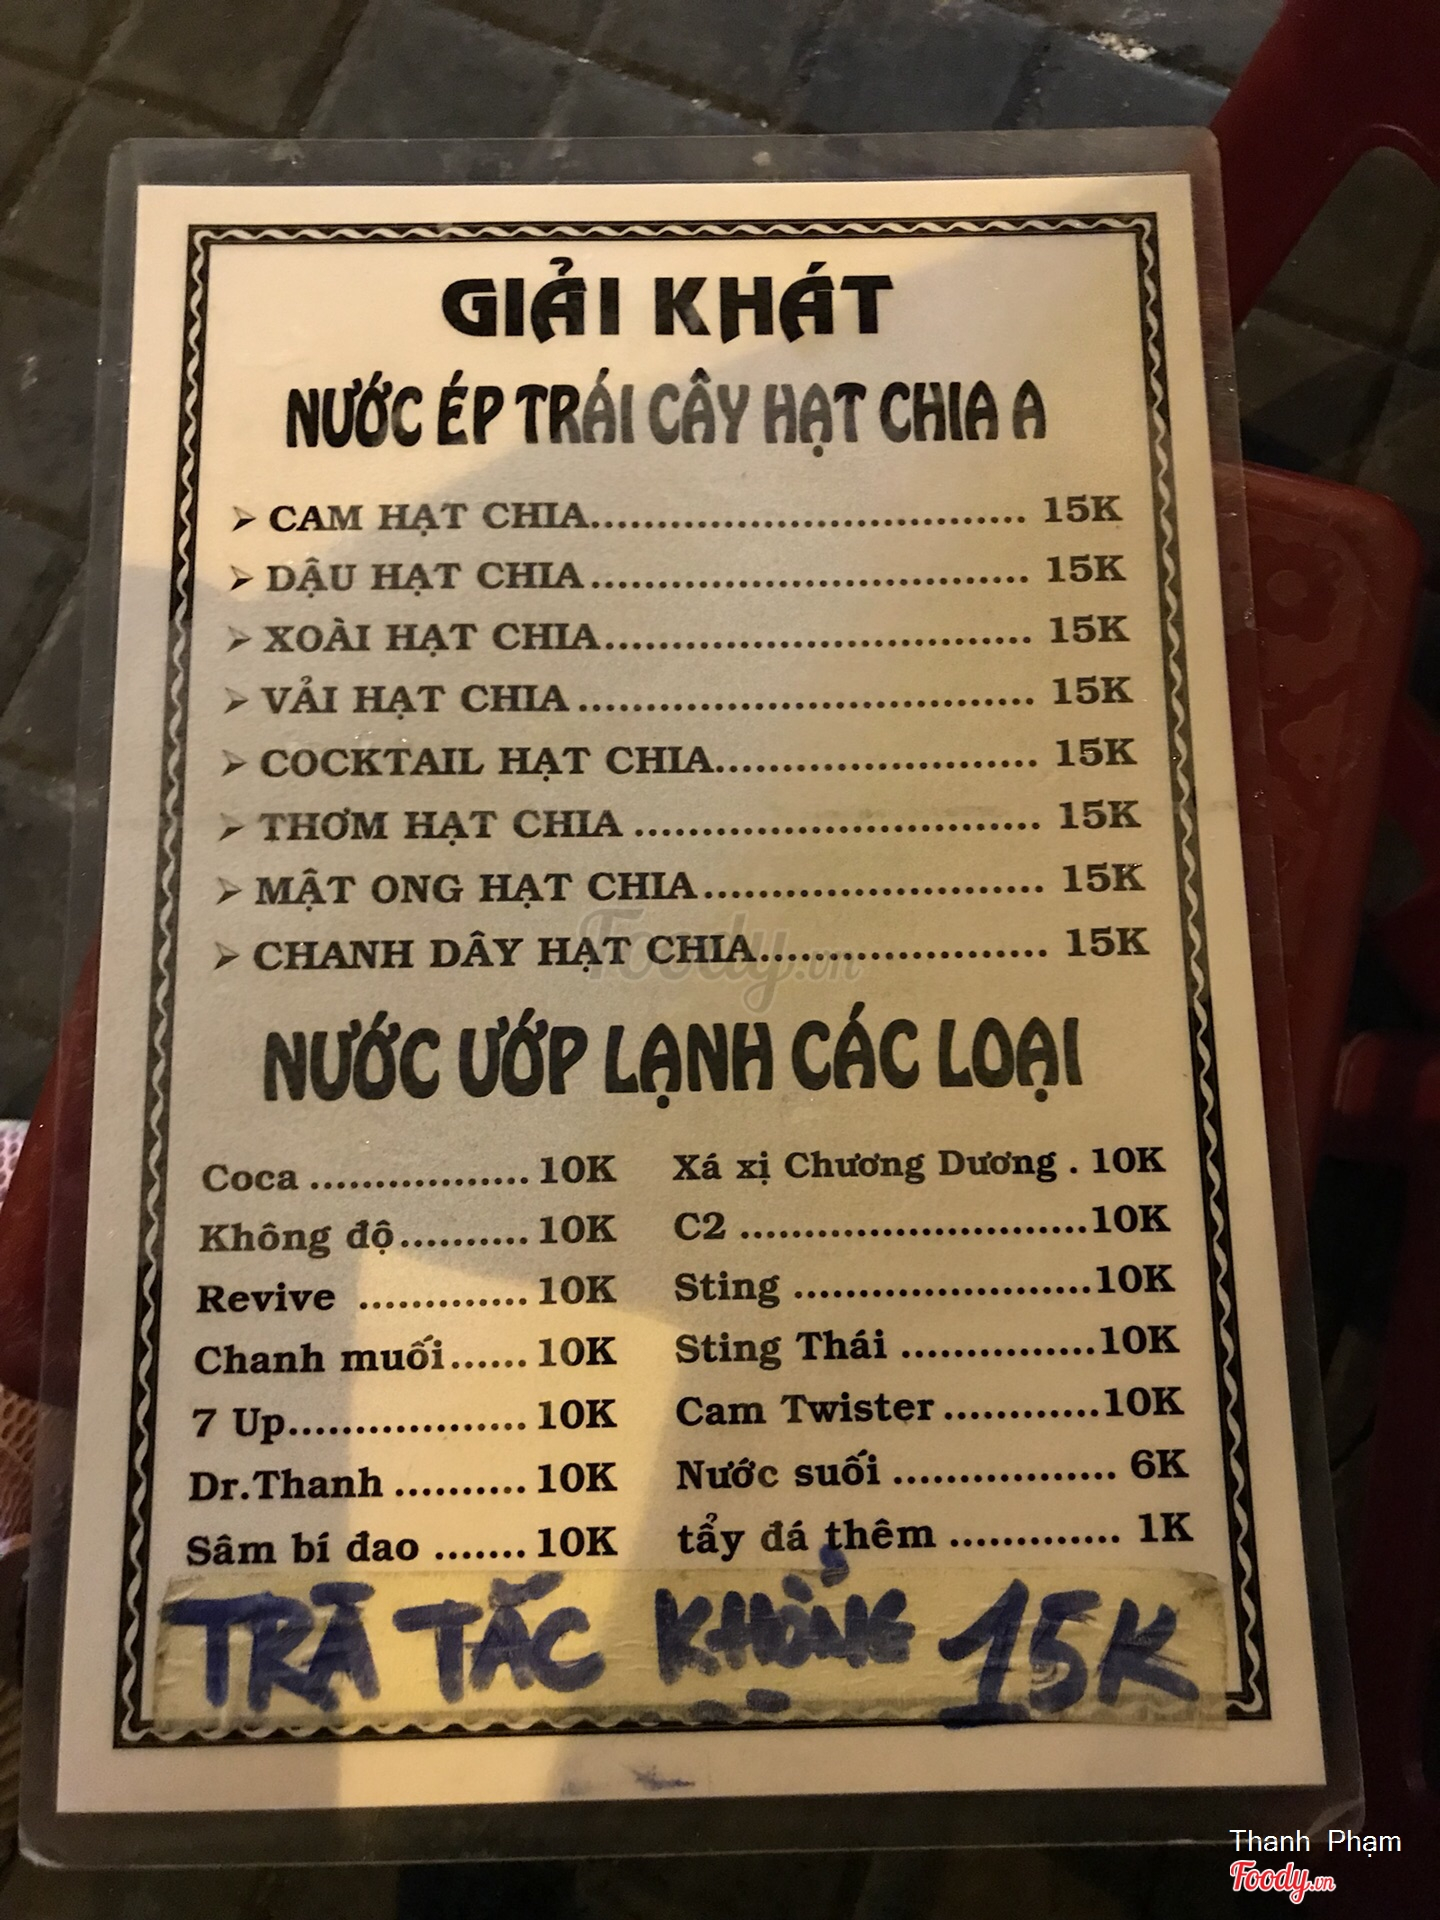 GIẢI KHÁT
NƯỚC ÉP TRÁI CÂY HẠT CHIA A
➢ CAM HẠT CHIA................................. 15K
➢ DẬU HẠT CHIA................................. 15K
➢ XOÀI HẠT CHIA................................ 15K
➢ VẢI HẠT CHIA .................................. 15K
➢ COCKTAIL HẠT CHIA........................ 15K
➢ THƠM HẠT CHIA ............................... 15K
➢ MẬT ONG HẠT CHIA.......................... 15K
➢ CHANH DÂY HẠT CHIA...................... 15K
Foody.vn
NƯỚC ƯỚP LẠNH CÁC LOẠI
Coca ................. 10K Xá xị Chương Dương . 10K
Không độ.......... 10K C2 ...........................10K
Revive ............. 10K Sting .......................10K
Chanh muối...... 10K Sting Thái ...............10K
7 Up................... 10K Cam Twister............10K
Dr.Thanh .......... 10K Nước suối ................. 6K
Sâm bí đao ....... 10K tẩy đá thêm ............. 1K
TRÀ TẮC KHỔNG 15K
Thanh Phạm
Foody.vn